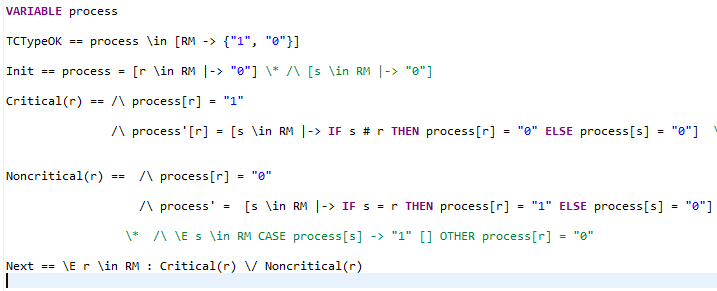 VARIABLE process
TCTypeOK == process \in [RM -> {"1", "0"}]
Init == process = [r \in RM |-> "0"] \* /\ [s \in RM |-> "0"]
Critical(r) == /\ process[r] = "1"
/\ process'[r] = [s \in RM |-> IF s # r THEN process[r] = "0" ELSE process[s] = "0"] \
Noncritical(r) == /\ process[r] = "0"
/\ process' = [s \in RM |-> IF s = r THEN process[r] = "1" ELSE process[s] = "0"]
\* /\ \E s \in RM CASE process[s] -> "1" [] OTHER process[r] = "0"
Next == \E r \in RM : Critical(r) \/ Noncritical(r)